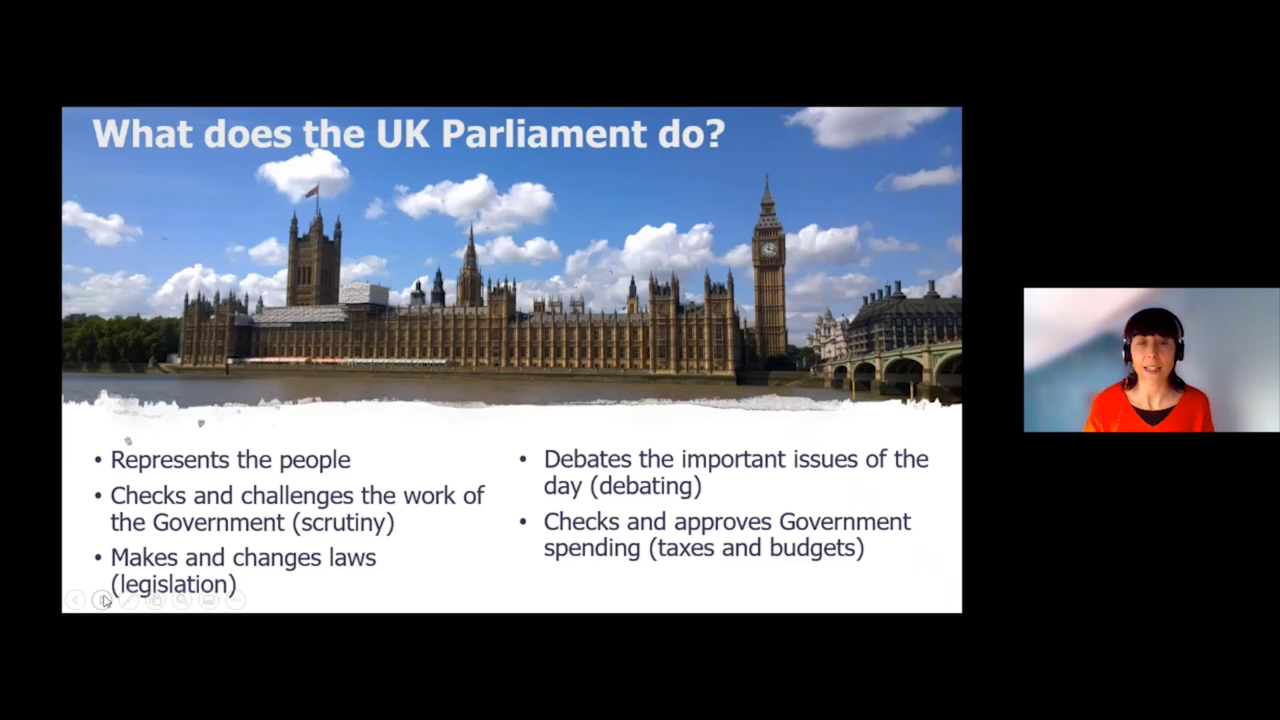 What does the UK Parliament do?
• Represents the people
• Checks and challenges the work of
the Government (scrutiny)
• Makes and changes laws
(legislation)
• Debates the important issues of the
day (debating)
• Checks and approves Government
spending (taxes and budgets)